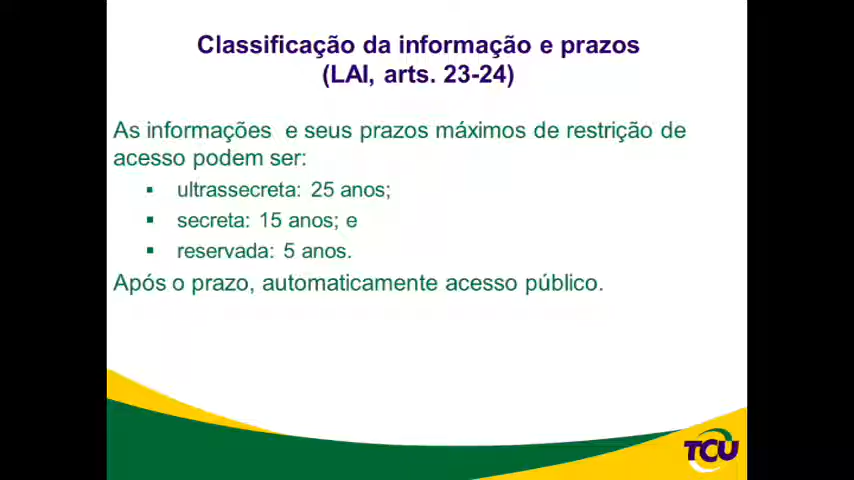 Classificação da informação e prazos
(LAI, arts. 23-24)
As informações e seus prazos máximos de restrição de
acesso podem ser:
▪ ultrassecreta: 25 anos;
▪ secreta: 15 anos; e
▪ reservada: 5 anos.
Após o prazo, automaticamente acesso público.
TCU